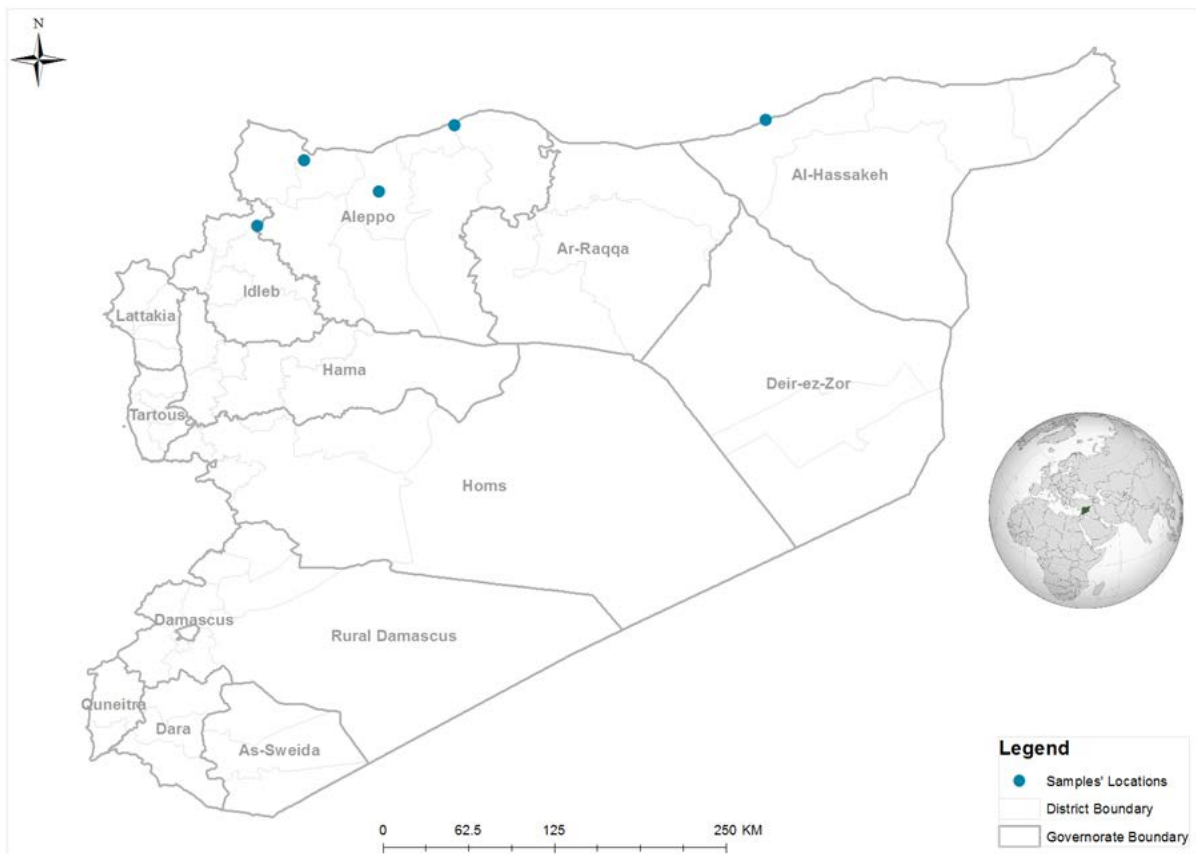 N
Al-Hassakeh
Aleppo
Ar-Raqqa
Idleb
Lattakia
Hama
Deir-ez-Zor
Tartous
Homs
Damascus
Rural Damascus
Quneitra
Dara
As-Sweida
Legend
Samples' Locations
District Boundary
Governorate Boundary
0 62.5 125 250 KM